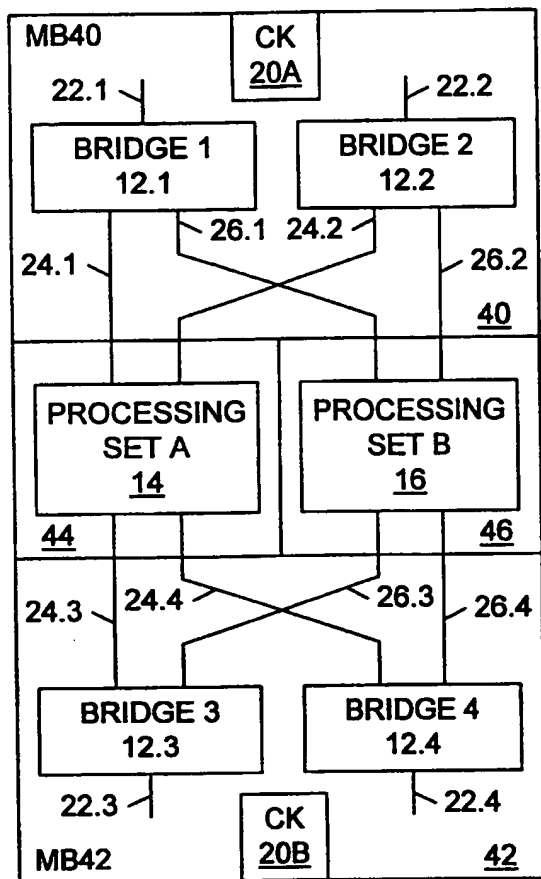 MB40
CK
20A
22.1
22.2
BRIDGE 1
12.1
BRIDGE 2
12.2
26.1
24.2
24.1
26.2
40
PROCESSING
SET A
14
PROCESSING
SET B
16
44
46
24.3
24.4
26.3
26.4
BRIDGE 3
12.3
BRIDGE 4
12.4
22.3
22.4
CK
20B
MB42
42